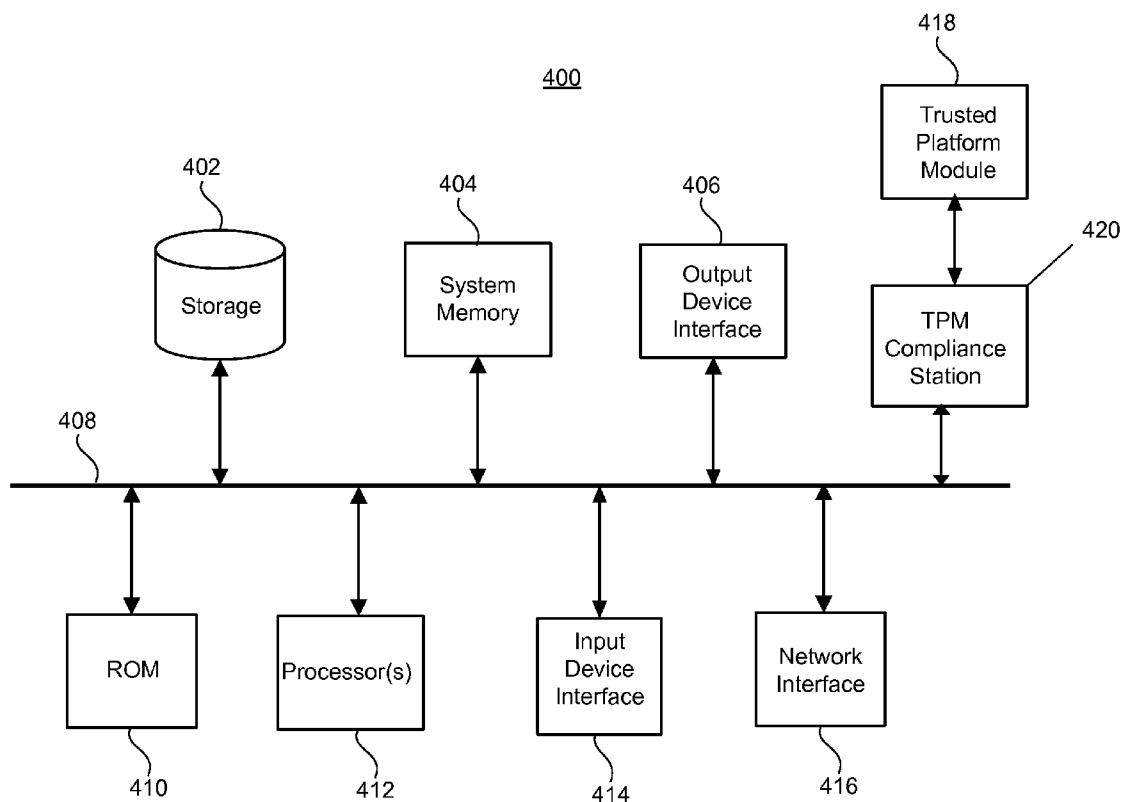 418
400
Trusted
Platform
Module
402
404
406
420
Storage
System
Memory
Output
Device
Interface
TPM
Compliance
Station
408
ROM
Processor(s)
Input
Device
Interface
Network
Interface
410
412
414
416